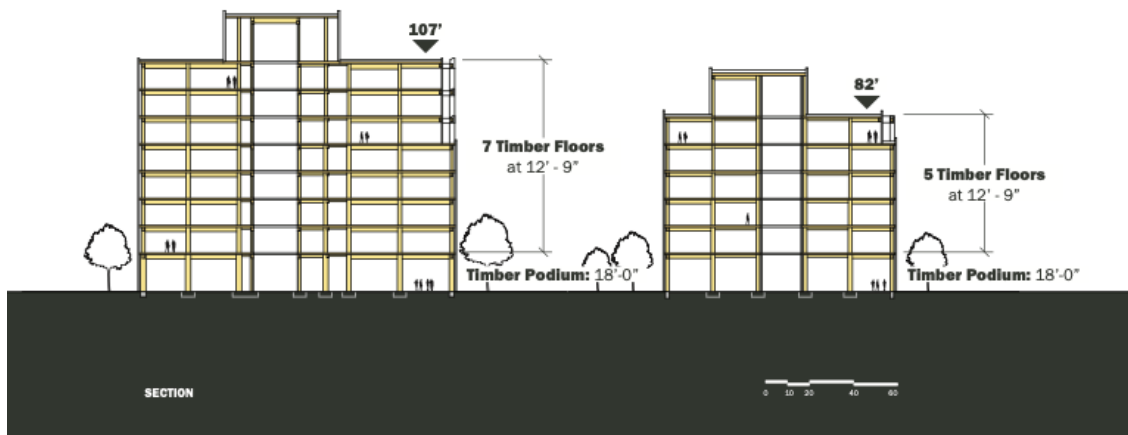 107’
7 Timber Floors
at 12’ - 9”
Timber Podium: 18’-0”
82’
5 Timber Floors
at 12’ - 9”
Timber Podium: 18’-0”
SECTION
0 10 20 40 60